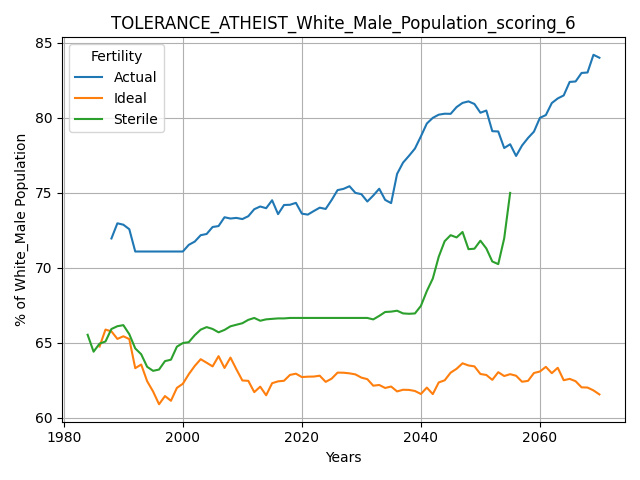 TOLERANCE_ATHEIST_White_Male_Population_scoring_6
Fertility
Actual
Ideal
Sterile
% of White_Male Population
85
80
75
70
65
60
1980
2000
2020
2040
2060
Years